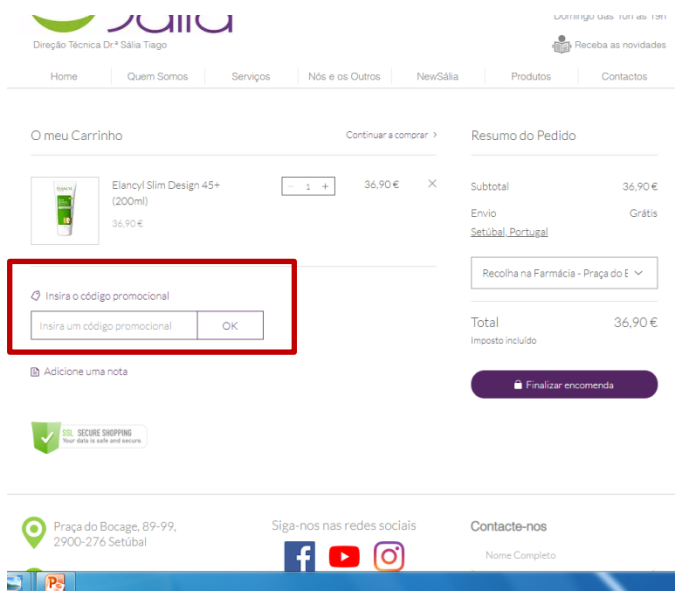 Sália
Direção Técnica Dr.ª Sália Tiago
Domingo das 10h às 19h
Receba as novidades
Home
Quem Somos
Serviços
Nós e os Outros
NewSália
Produtos
Contactos
O meu Carrinho
Continuar a comprar >
Elancyl Slim Design 45+
(200ml)
36,90 €
- 1 +
36,90 €
Insira o código promocional
Insira um código promocional
OK
Adicione uma nota
Resumo do Pedido
Subtotal
36,90 €
Envio
Grátis
Setúbal, Portugal
Recolha na Farmácia - Praça do
Total
36,90 €
Imposto incluído
Finalizar encomenda
SSL SECURE SHOPPING
Your data is safe and secure.
Praça do Bocage, 89-99,
2900-276 Setúbal
Siga-nos nas redes sociais
Contacte-nos
Nome Completo